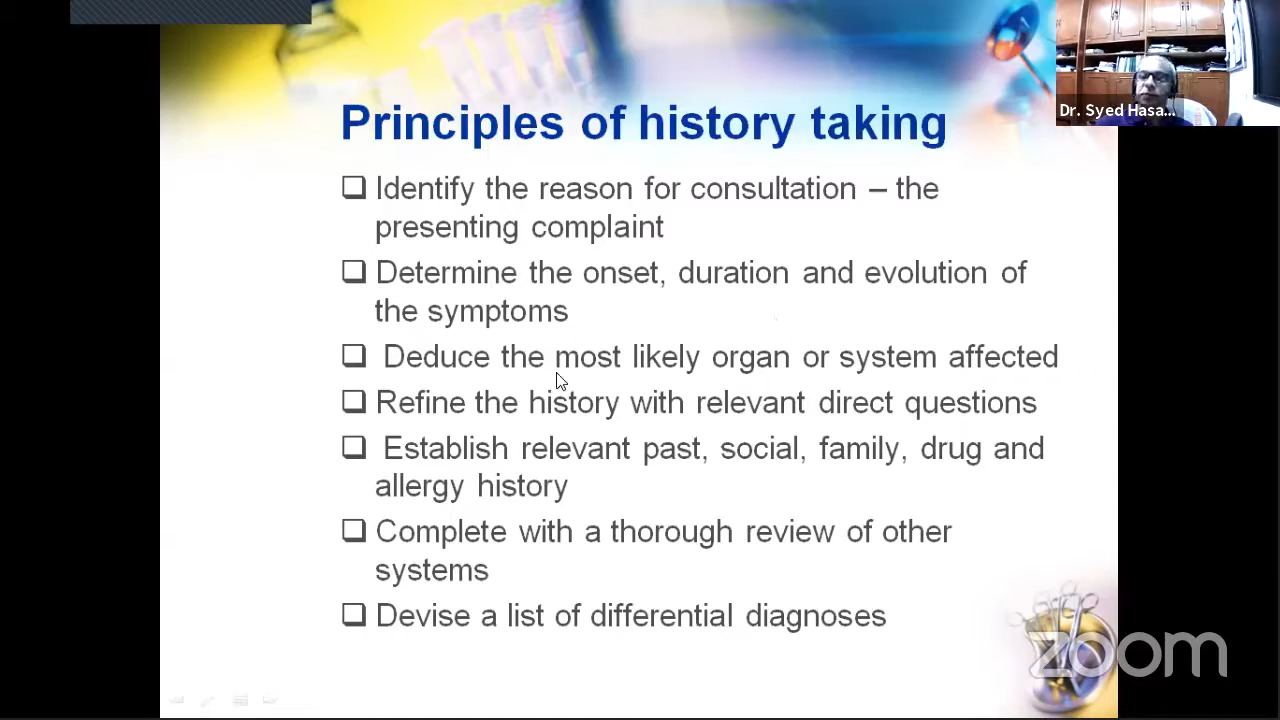 Principles of history taking
Dr. Syed Hasa...
❑ Identify the reason for consultation – the
presenting complaint
❑ Determine the onset, duration and evolution of
the symptoms
❑ Deduce the most likely organ or system affected
❑ Refine the history with relevant direct questions
❑ Establish relevant past, social, family, drug and
allergy history
❑ Complete with a thorough review of other
systems
❑ Devise a list of differential diagnoses
zoom